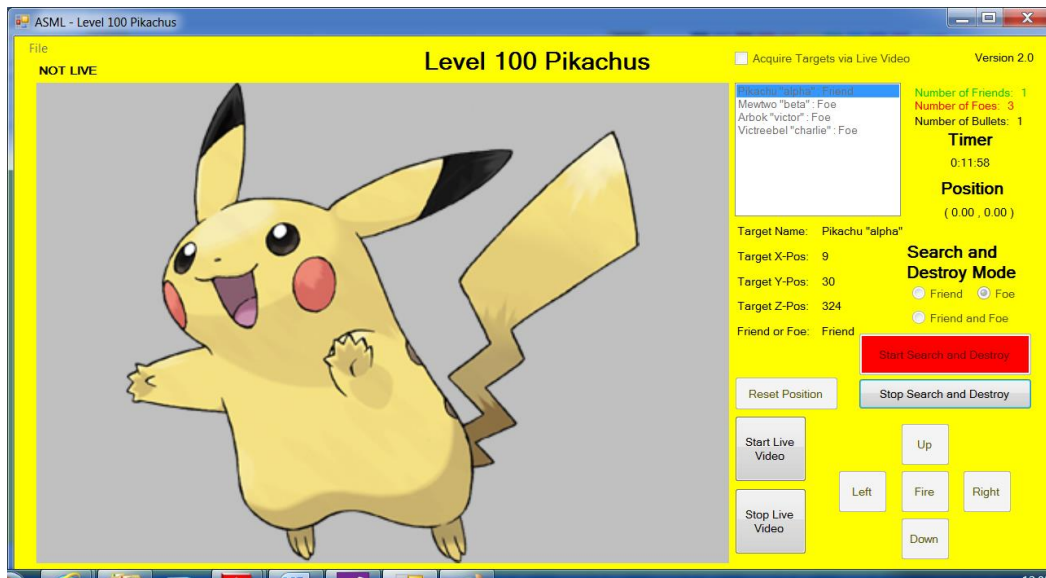 ASML - Level 100 Pikachus
File
NOT LIVE
Level 100 Pikachus
Acquire Targets via Live Video
Version 2.0
Pikachu "alpha" : Friend
Mewtwo "beta" : Foe
Arbok "victor" : Foe
Victreebel "charlie" : Foe
Number of Friends: 1
Number of Foes: 3
Number of Bullets: 1
Timer
0:11:58
Position
( 0.00 , 0.00 )
Target Name: Pikachu "alpha"
Target X-Pos: 9
Target Y-Pos: 30
Target Z-Pos: 324
Friend or Foe: Friend
Search and
Destroy Mode
Friend Foe
Friend and Foe
Start Search and Destroy
Reset Position
Stop Search and Destroy
Start Live
Video
Up
Left Fire Right
Stop Live
Video
Down